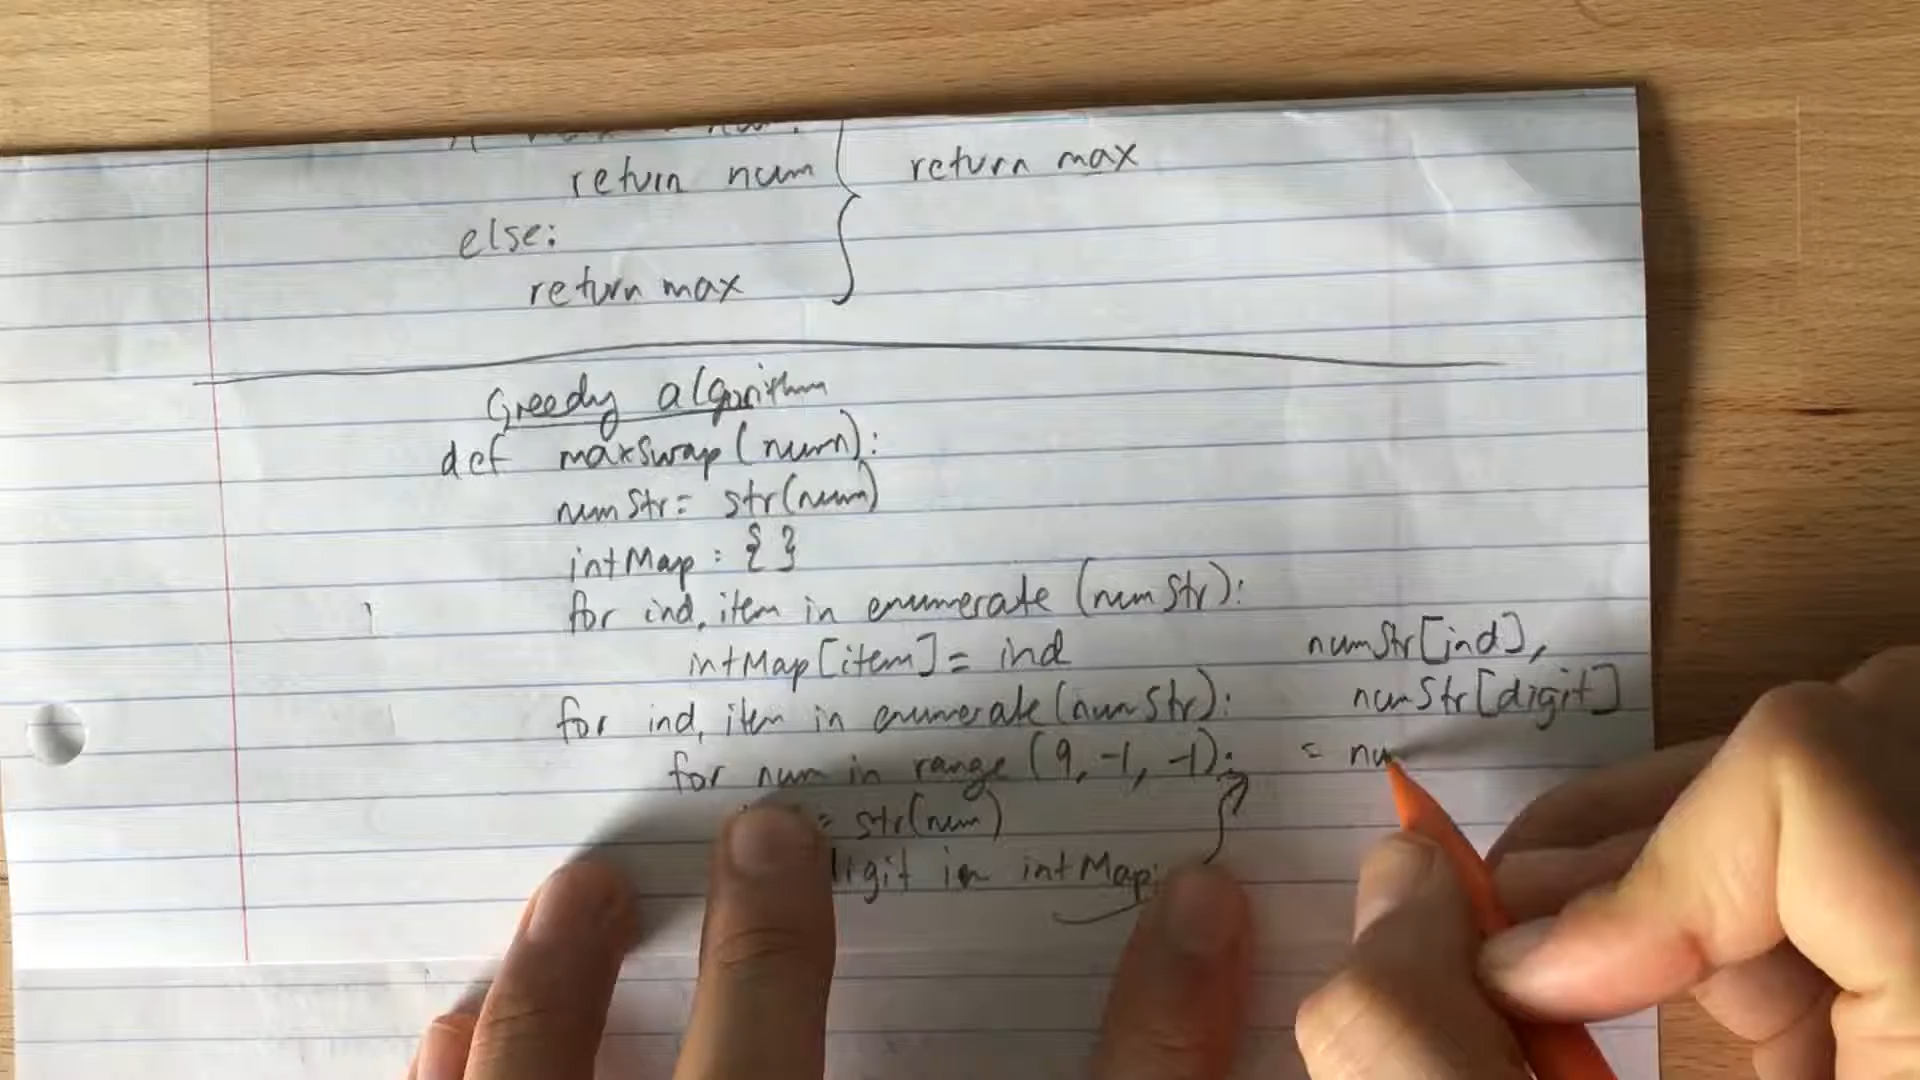 return num
return max
else:
return max
Greedy algorithm
def maxSwap (num):
numStr = str(num)
intMap = { }
for ind, item in enumerate (numStr):
intMap [item] = ind
for ind, item in enumerate (numStr):
for num in range (9, -1, -1):
= str(num)
digit in intMap:
numStr[ind],
numStr[digit]
= nu